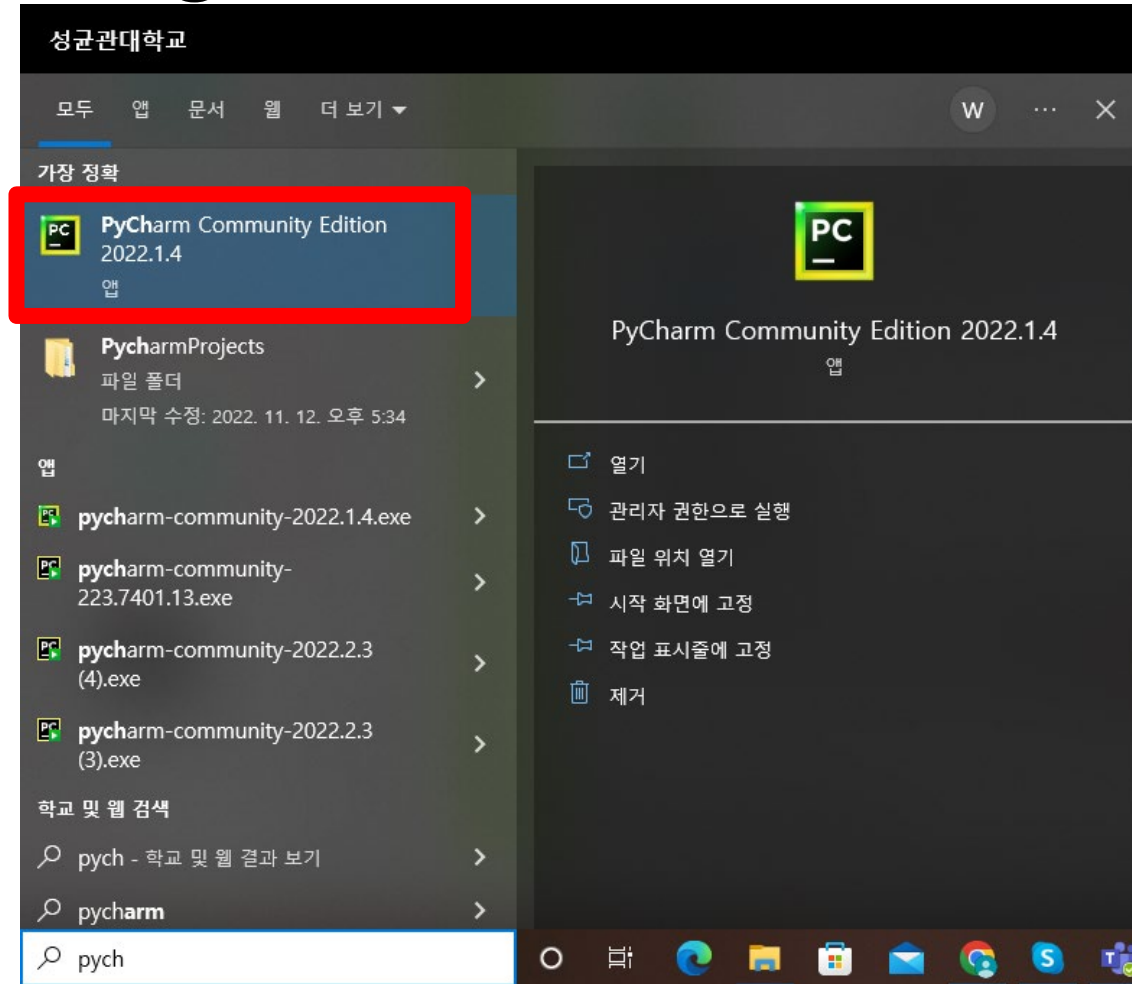 성균관대학교
모두 앱 문서 웹 더 보기
W ...
가장 정확
PyCharm Community Edition
2022.1.4
앱
PycharmProjects
파일 폴더
마지막 수정: 2022. 11. 12. 오후 5:34
앱
pycharm-community-2022.1.4.exe
pycharm-community-
223.7401.13.exe
pycharm-community-2022.2.3
(4).exe
pycharm-community-2022.2.3
(3).exe
학교 및 웹 검색
pych - 학교 및 웹 결과 보기
pycharm
pych
PC
PyCharm Community Edition 2022.1.4
앱
열기
관리자 권한으로 실행
파일 위치 열기
시작 화면에 고정
작업 표시줄에 고정
제거